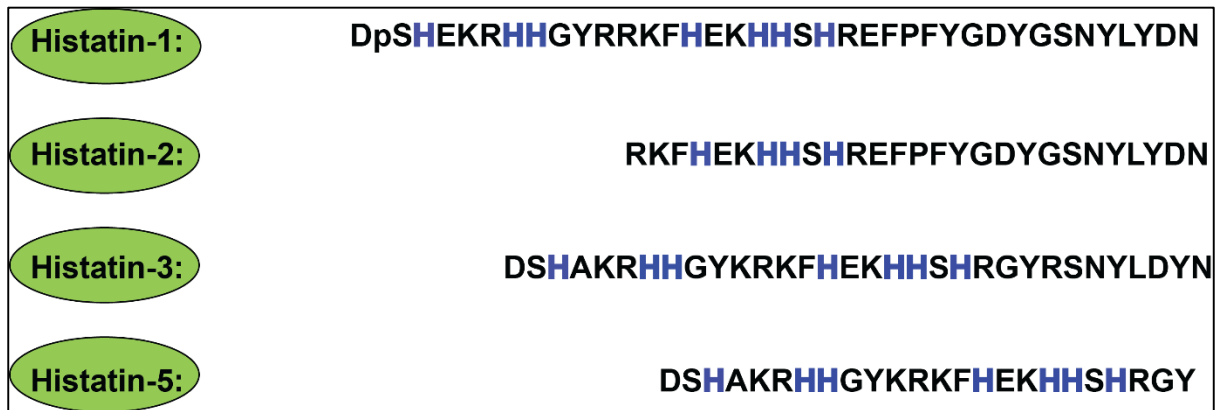 Histatin-1: DpSHEKRHHGYRRKFHEKHHSHREFPFYGDYGSNYLYDN
Histatin-2: RKFHEKHHSHREFPFYGDYGSNYLYDN
Histatin-3: DSHAKRHHGYKRKFHEKHHSHRGYRSNYLDYN
Histatin-5: DSHAKRHHGYKRKFHEKHHSHRGY